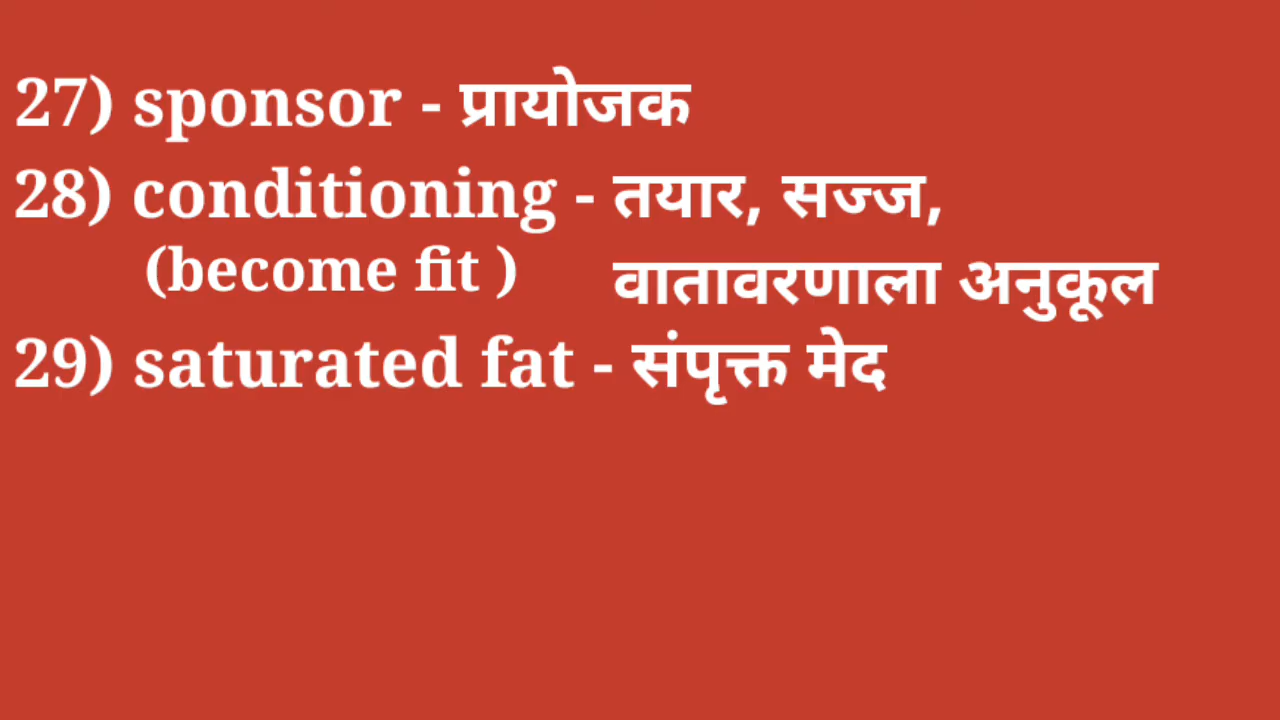 27) sponsor - प्रायोजक
28) conditioning - तयार, सज्ज,
(become fit ) वातावरणाला अनुकूल
29) saturated fat - संपृक्त मेद